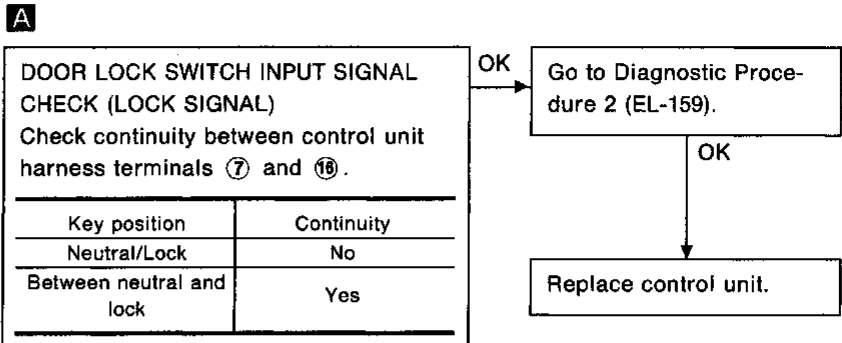 A
DOOR LOCK SWITCH INPUT SIGNAL
CHECK (LOCK SIGNAL)
Check continuity between control unit
harness terminals ⑦ and ⑯.
Key position Continuity
Neutral/Lock No
Between neutral and
lock
Yes
OK
Go to Diagnostic Proce-
dure 2 (EL-159).
OK
Replace control unit.